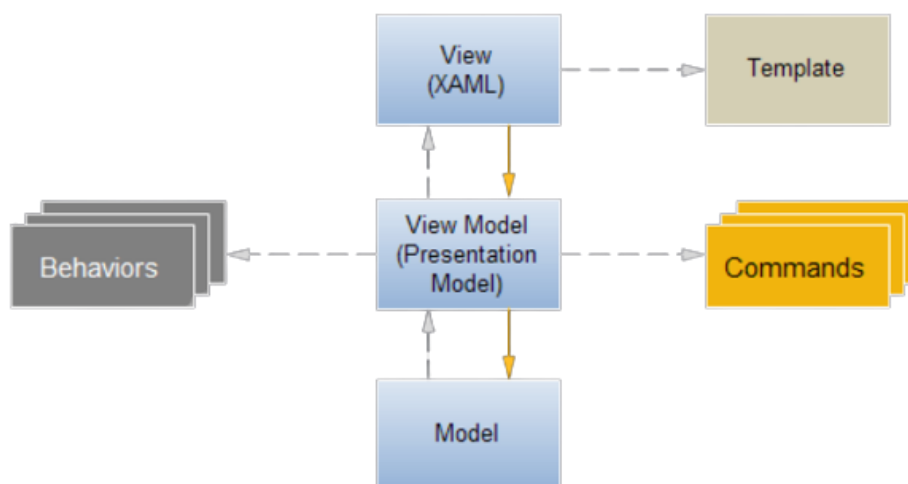 View
(XAML)
Template
Behaviors
View Model
(Presentation
Model)
Commands
Model